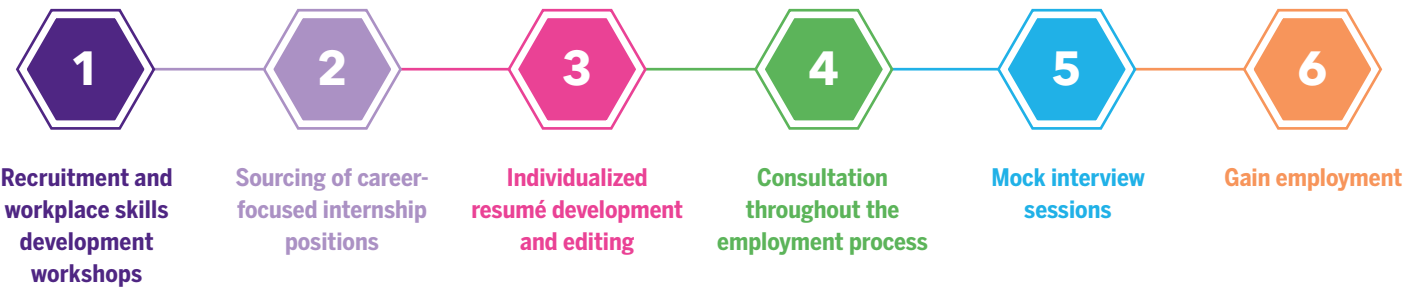 1
2
3
4
5
6
Recruitment and
workplace skills
development
workshops
Sourcing of career-
focused internship
positions
Individualized
resumé development
and editing
Consultation
throughout the
employment process
Mock interview
sessions
Gain employment